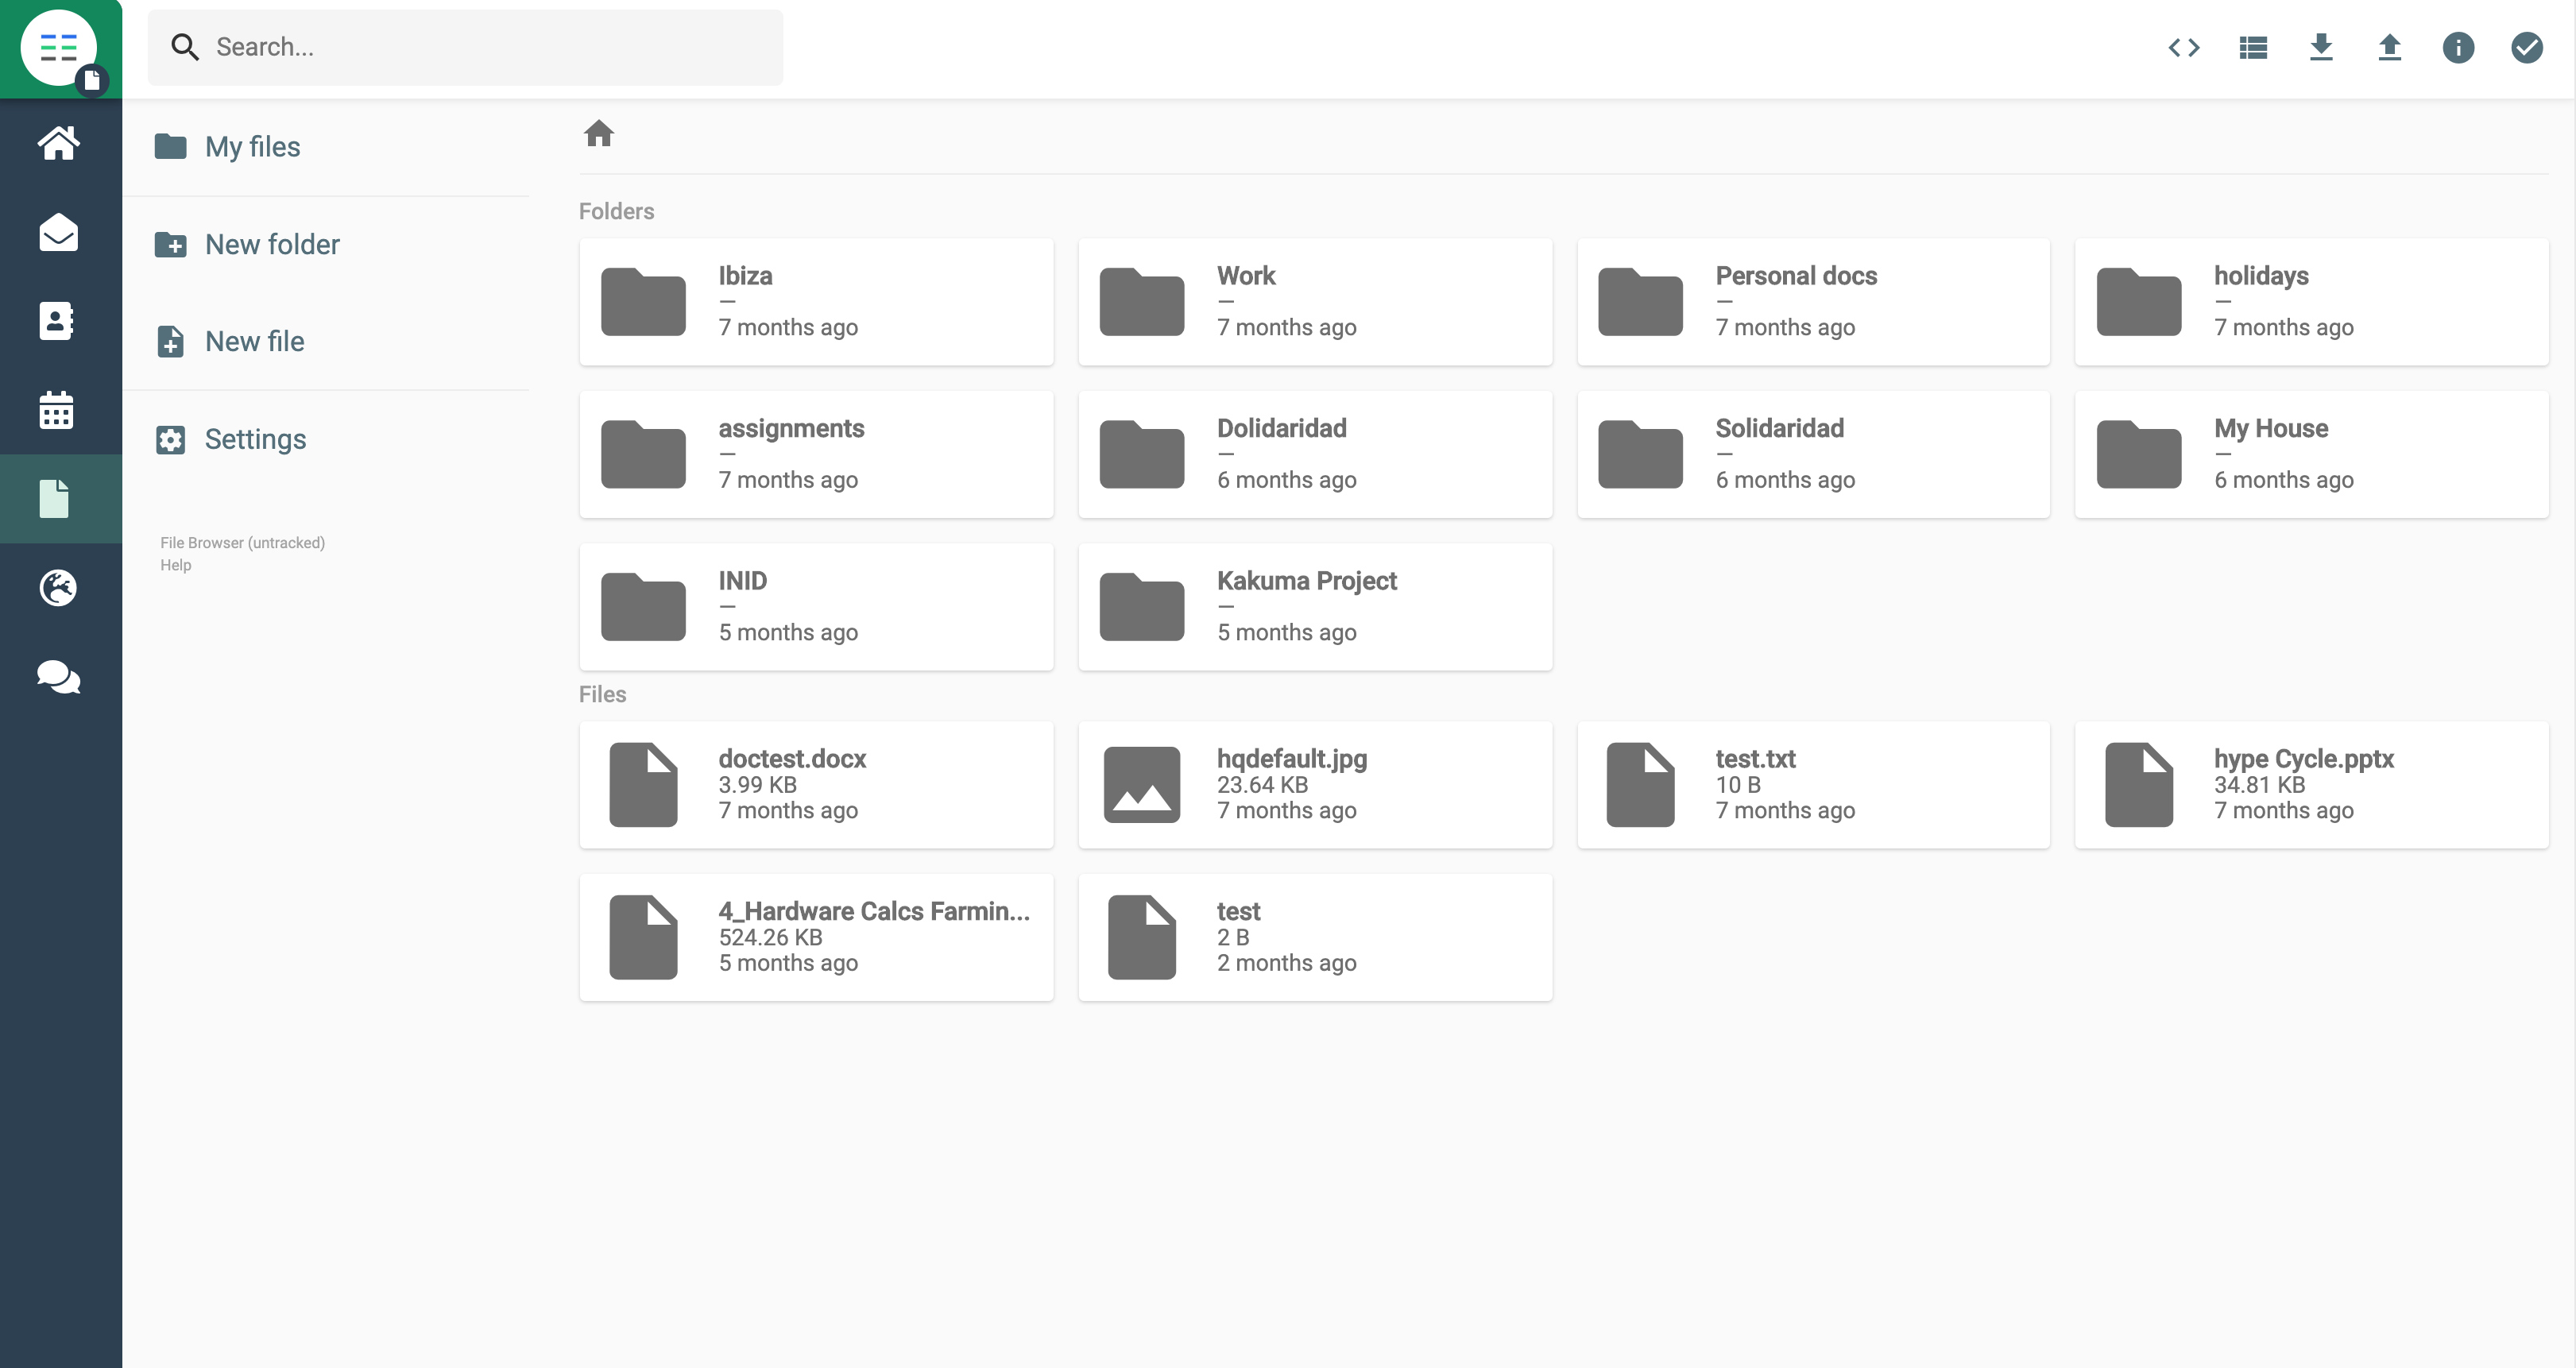 Search...
My files
New folder
New file
Settings
File Browser (untracked)
Help
Folders
Ibiza
—
7 months ago
Work
—
7 months ago
Personal docs
—
7 months ago
holidays
—
7 months ago
assignments
—
7 months ago
Dolidaridad
—
6 months ago
Solidaridad
—
6 months ago
My House
—
6 months ago
INID
—
5 months ago
Kakuma Project
—
5 months ago
Files
doctest.docx
3.99 KB
7 months ago
hqdefault.jpg
23.64 KB
7 months ago
test.txt
10 B
7 months ago
hype Cycle.pptx
34.81 KB
7 months ago
4_Hardware Calcs Farmin...
524.26 KB
5 months ago
test
2 B
2 months ago